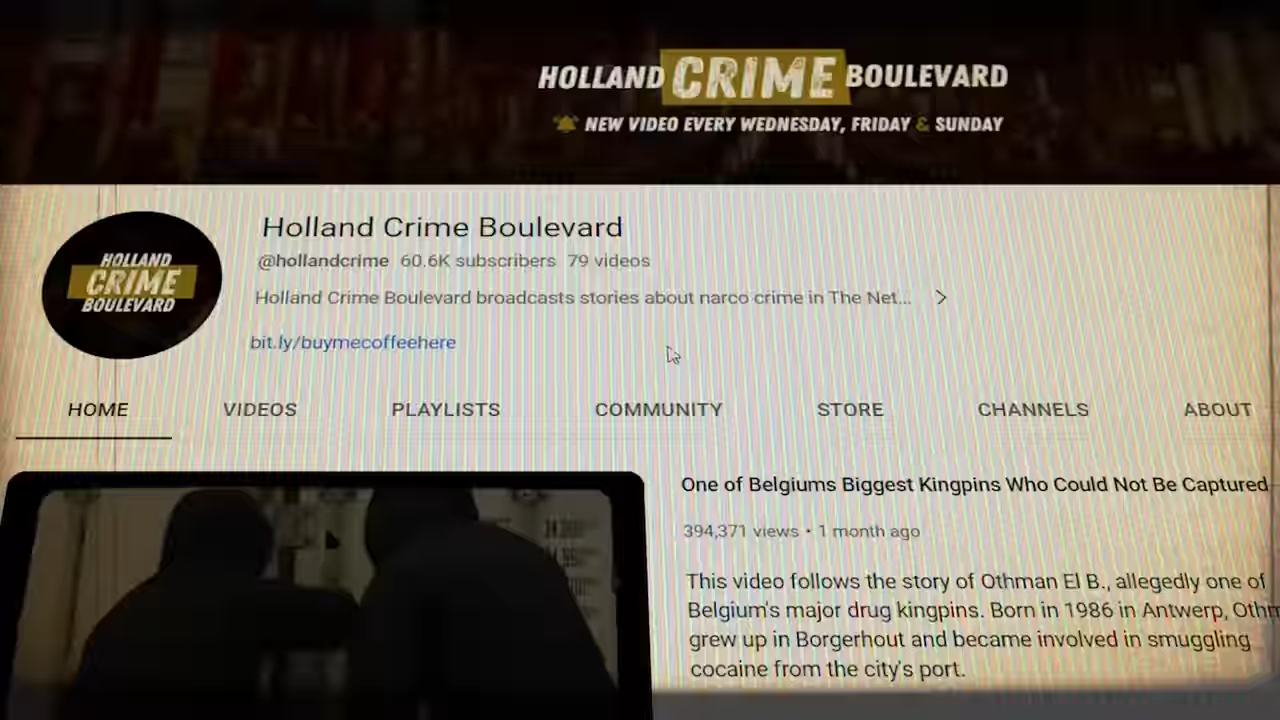 HOLLAND CRIME BOULEVARD
NEW VIDEO EVERY WEDNESDAY, FRIDAY & SUNDAY
HOLLAND
CRIME
BOULEVARD
Holland Crime Boulevard
@hollandcrime 60.6K subscribers 79 videos
Holland Crime Boulevard broadcasts stories about narco crime in The Net...
bit.ly/buymecoffeehere
HOME VIDEOS PLAYLISTS COMMUNITY STORE CHANNELS ABOUT
One of Belgiums Biggest Kingpins Who Could Not Be Captured
394,371 views • 1 month ago
This video follows the story of Othman El B., allegedly one of
Belgium's major drug kingpins. Born in 1986 in Antwerp, Othm
grew up in Borgerhout and became involved in smuggling
cocaine from the city's port.